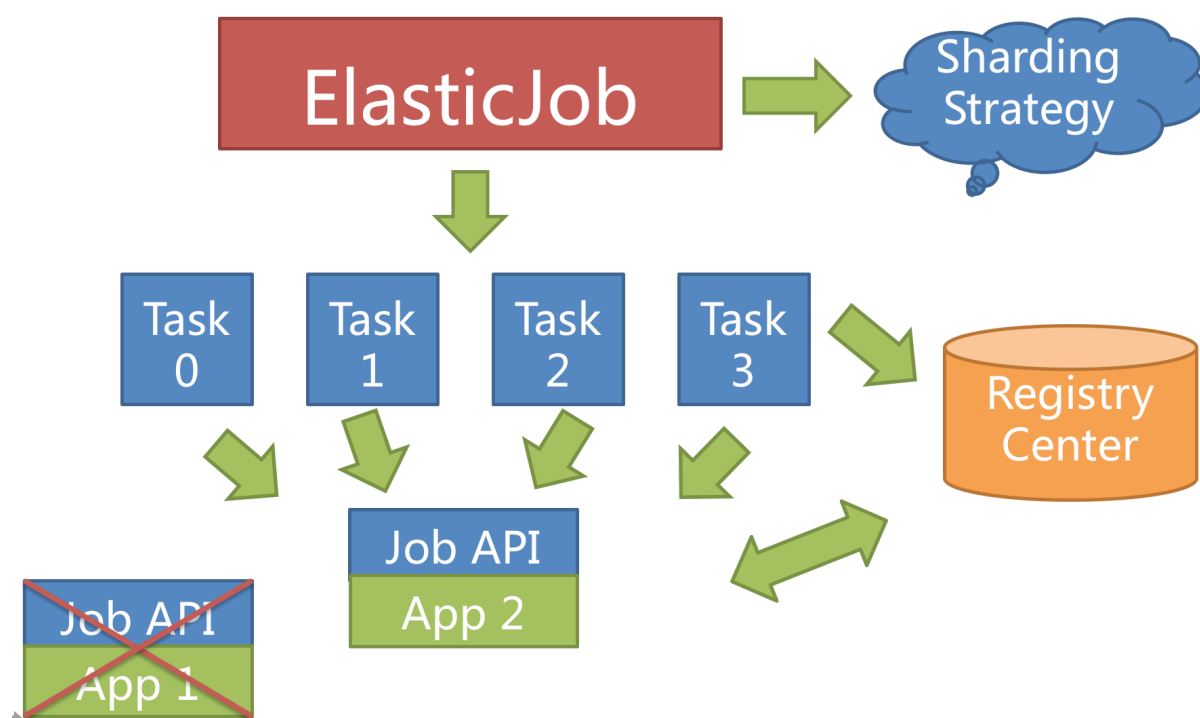 ElasticJob
Sharding
Strategy
Task
0
Task
1
Task
2
Task
3
Registry
Center
Job API
App 2
Job API
App 1